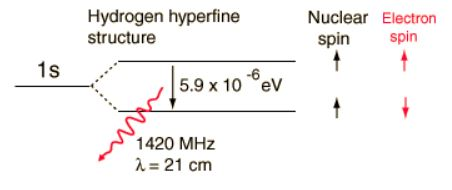 Hydrogen hyperfine
structure
Nuclear
spin
Electron
spin
1s
5.9 x 10⁻⁶eV
1420 MHz
λ = 21 cm